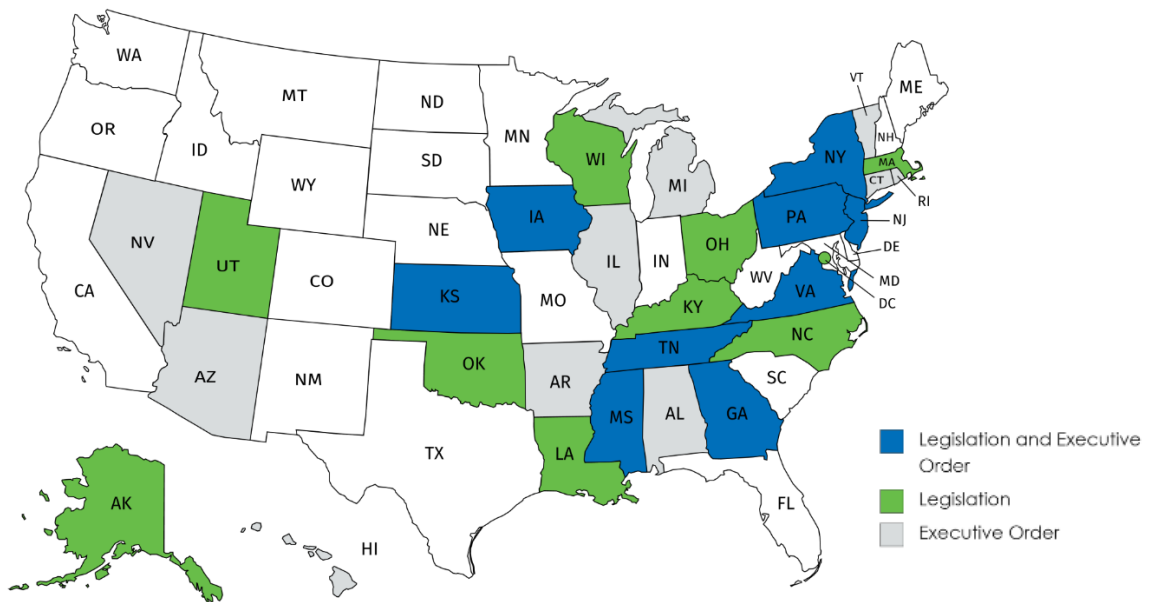 WA
MT
ND
MN
VT
ME
OR
ID
SD
WI
NH
NY
MA
WY
MI
CT
RI
NE
IA
PA
NJ
NV
UT
CO
IL
IN
OH
WV
DE
MD
DC
CA
KS
MO
KY
VA
AZ
NM
OK
AR
TN
NC
SC
TX
LA
MS
AL
GA
FL
AK
HI
Legislation and Executive
Order
Legislation
Executive Order